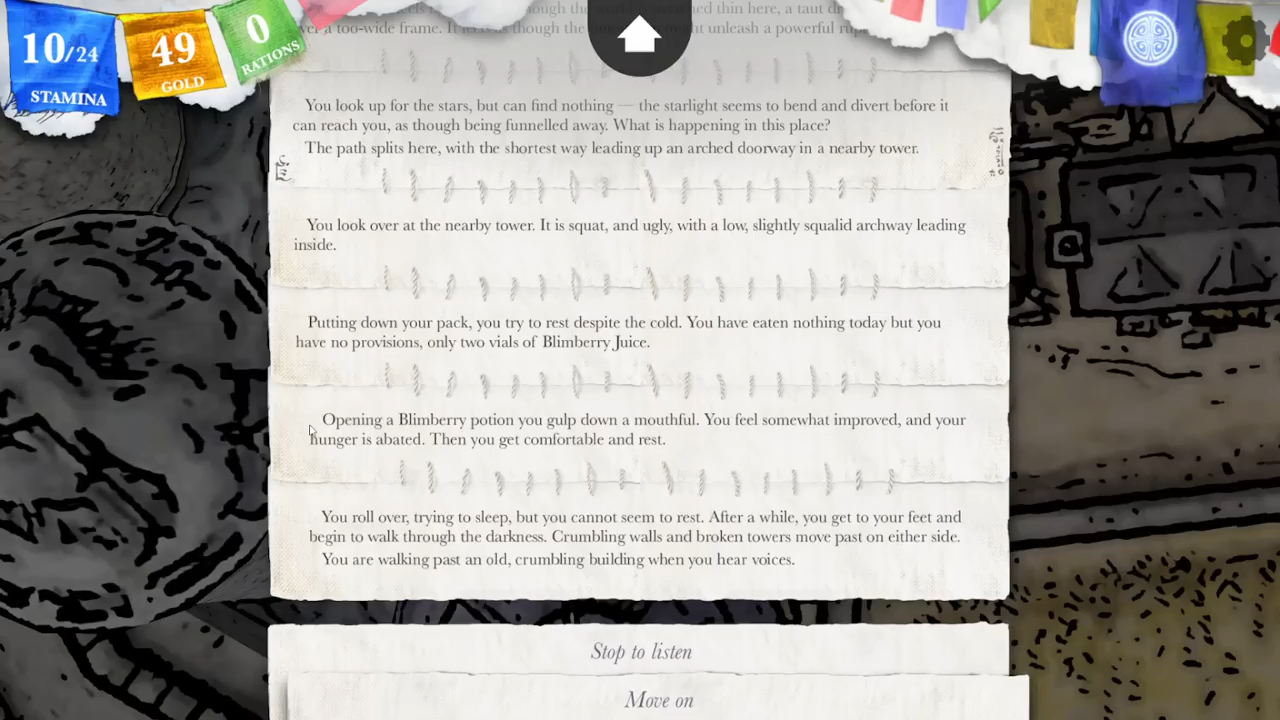 10/24
STAMINA
49
GOLD
0
RATIONS
You look up for the stars, but can find nothing — the starlight seems to bend and divert before it
can reach you, as though being funnelled away. What is happening in this place?
The path splits here, with the shortest way leading up an arched doorway in a nearby tower.
You look over at the nearby tower. It is squat, and ugly, with a low, slightly squalid archway leading
inside.
Putting down your pack, you try to rest despite the cold. You have eaten nothing today but you
have no provisions, only two vials of Blimberry Juice.
Opening a Blimberry potion you gulp down a mouthful. You feel somewhat improved, and your
hunger is abated. Then you get comfortable and rest.
You roll over, trying to sleep, but you cannot seem to rest. After a while, you get to your feet and
begin to walk through the darkness. Crumbling walls and broken towers move past on either side.
You are walking past an old, crumbling building when you hear voices.
Stop to listen
Move on